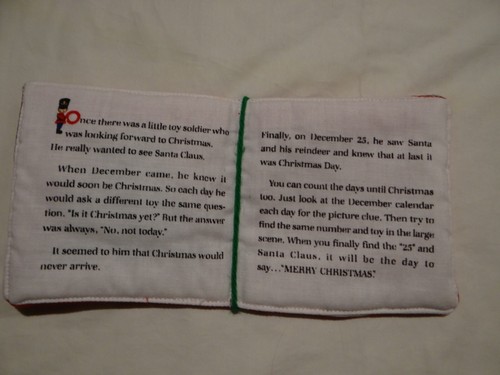 Once there was a little toy soldier who
was looking forward to Christmas.
He really wanted to see Santa Claus.
When December came, he knew it
would soon be Christmas. So each day he
would ask a different toy the same ques-
tion. "Is it Christmas yet?" But the answer
was always, "No, not today."
It seemed to him that Christmas would
never arrive.
Finally, on December 25, he saw Santa
and his reindeer and knew that at last it
was Christmas Day.
You can count the days until Christmas
too. Just look at the December calendar
each day for the picture clue. Then try to
find the same number and toy in the large
scene. When you finally find the "25" and
Santa Claus, it will be the day to
say..."MERRY CHRISTMAS."